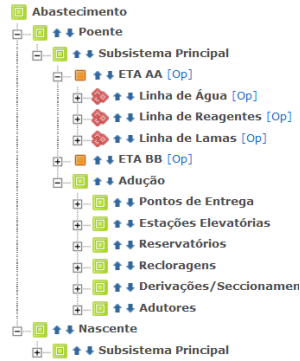 Abastecimento
Poente
Subsistema Principal
ETA AA [Op]
Linha de Água [Op]
Linha de Reagentes [Op]
Linha de Lamas [Op]
ETA BB [Op]
Adução
Pontos de Entrega
Estações Elevatórias
Reservatórios
Recloragens
Derivações/Seccionamen
Adutores
Nascente
Subsistema Principal